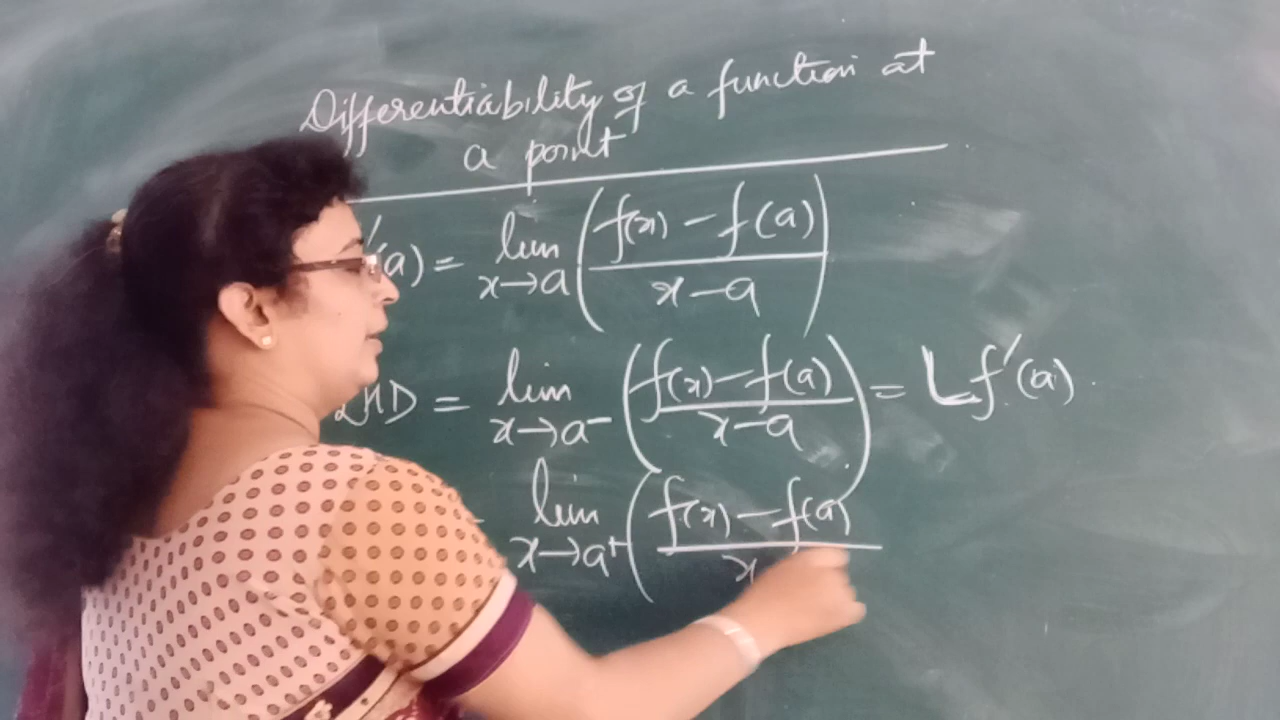 Differentiability of a function at
a point
'(a) = lim x→a ( f(x) - f(a) / x-a )
LHD = lim x→a⁻ ( f(x) - f(a) / x-a ) = Lf'(a)
lim x→a⁺ ( f(x) - f(a) / x